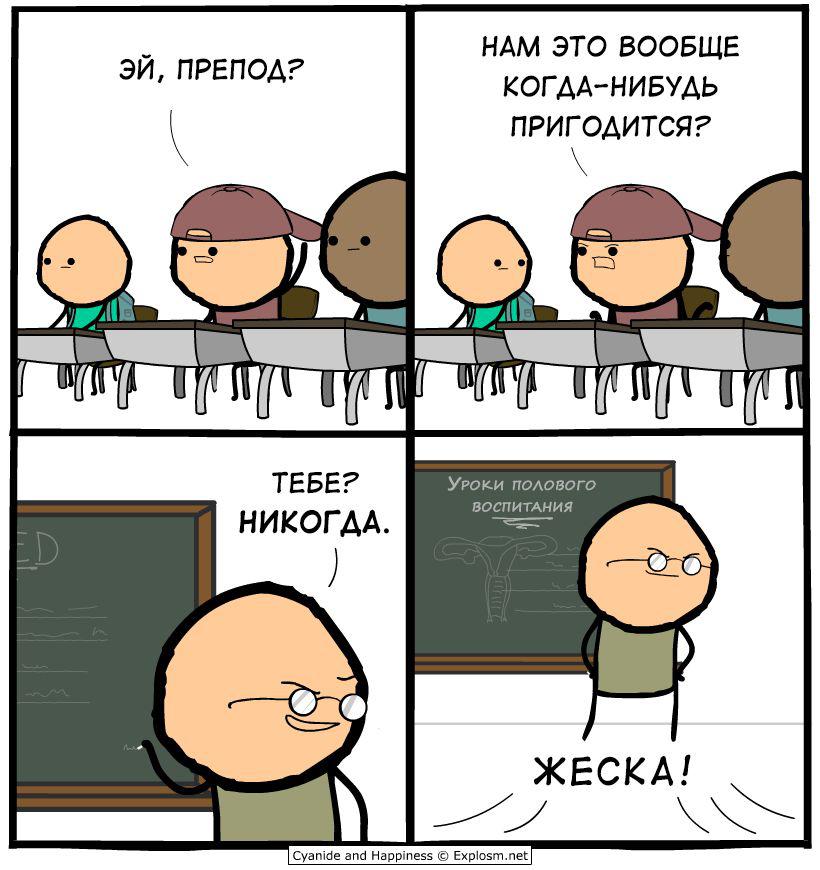 ЭЙ, ПРЕПОД?
НАМ ЭТО ВООБЩЕ
КОГДА-НИБУДЬ
ПРИГОДИТСЯ?
ТЕБЕ?
НИКОГДА.
ED
УРОКИ ПОЛОВОГО
ВОСПИТАНИЯ
ЖЕСКА!
Cyanide and Happiness © Explosm.net